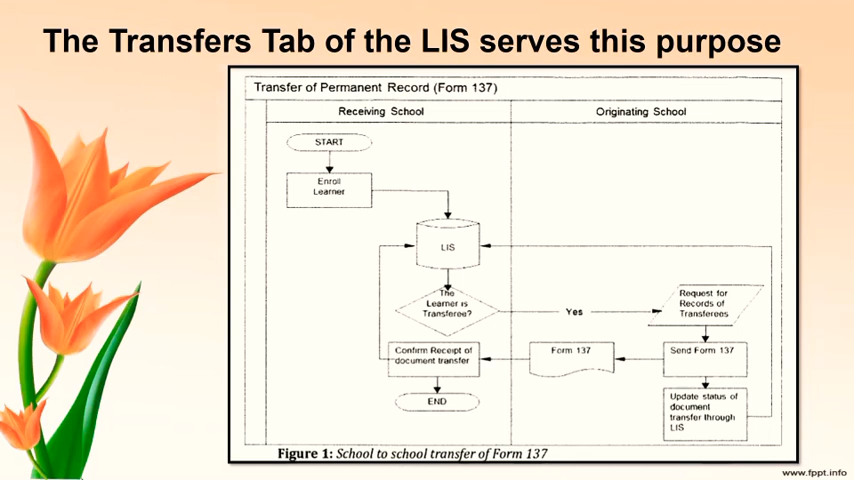 The Transfers Tab of the LIS serves this purpose
Transfer of Permanent Record (Form 137)
Receiving School
Originating School
START
Enroll
Learner
LIS
The
Learner is
Transferee?
Yes
Request for
Records of
Transferees
Confirm Receipt of
document transfer
Form 137
Send Form 137
END
Update status of
document
transfer through
LIS
Figure 1: School to school transfer of Form 137
www.fppt.info